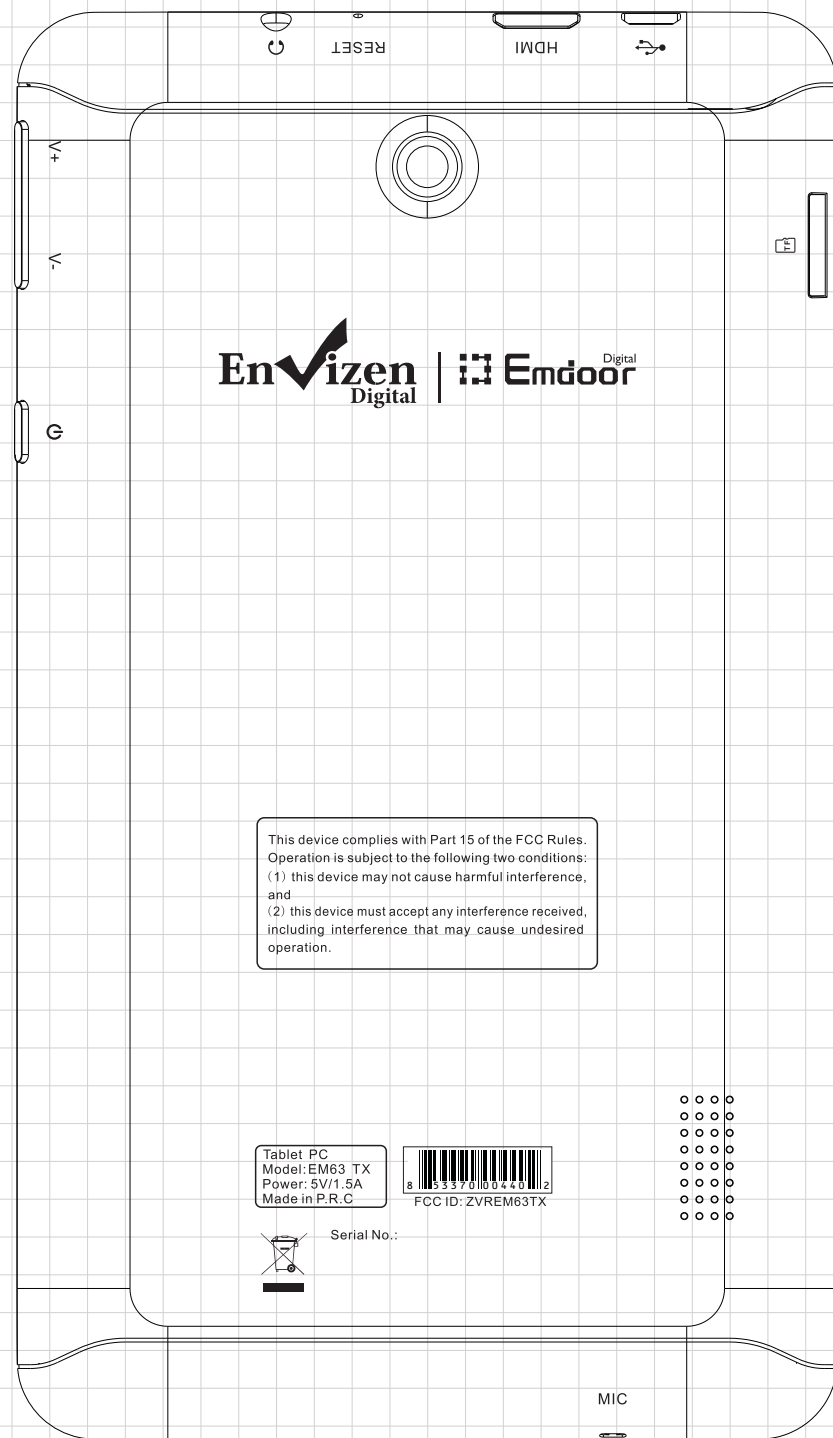 RESET
HDMI
V+
V-
TF
EnVizen
Digital
Emdoor
Digital
This device complies with Part 15 of the FCC Rules.
Operation is subject to the following two conditions:
(1) this device may not cause harmful interference,
and
(2) this device must accept any interference received,
including interference that may cause undesired
operation.
Tablet PC
Model:EM63 TX
Power: 5V/1.5A
Made in P.R.C
8 53370 00440 2
FCC ID: ZVREM63TX
Serial No.:
MIC